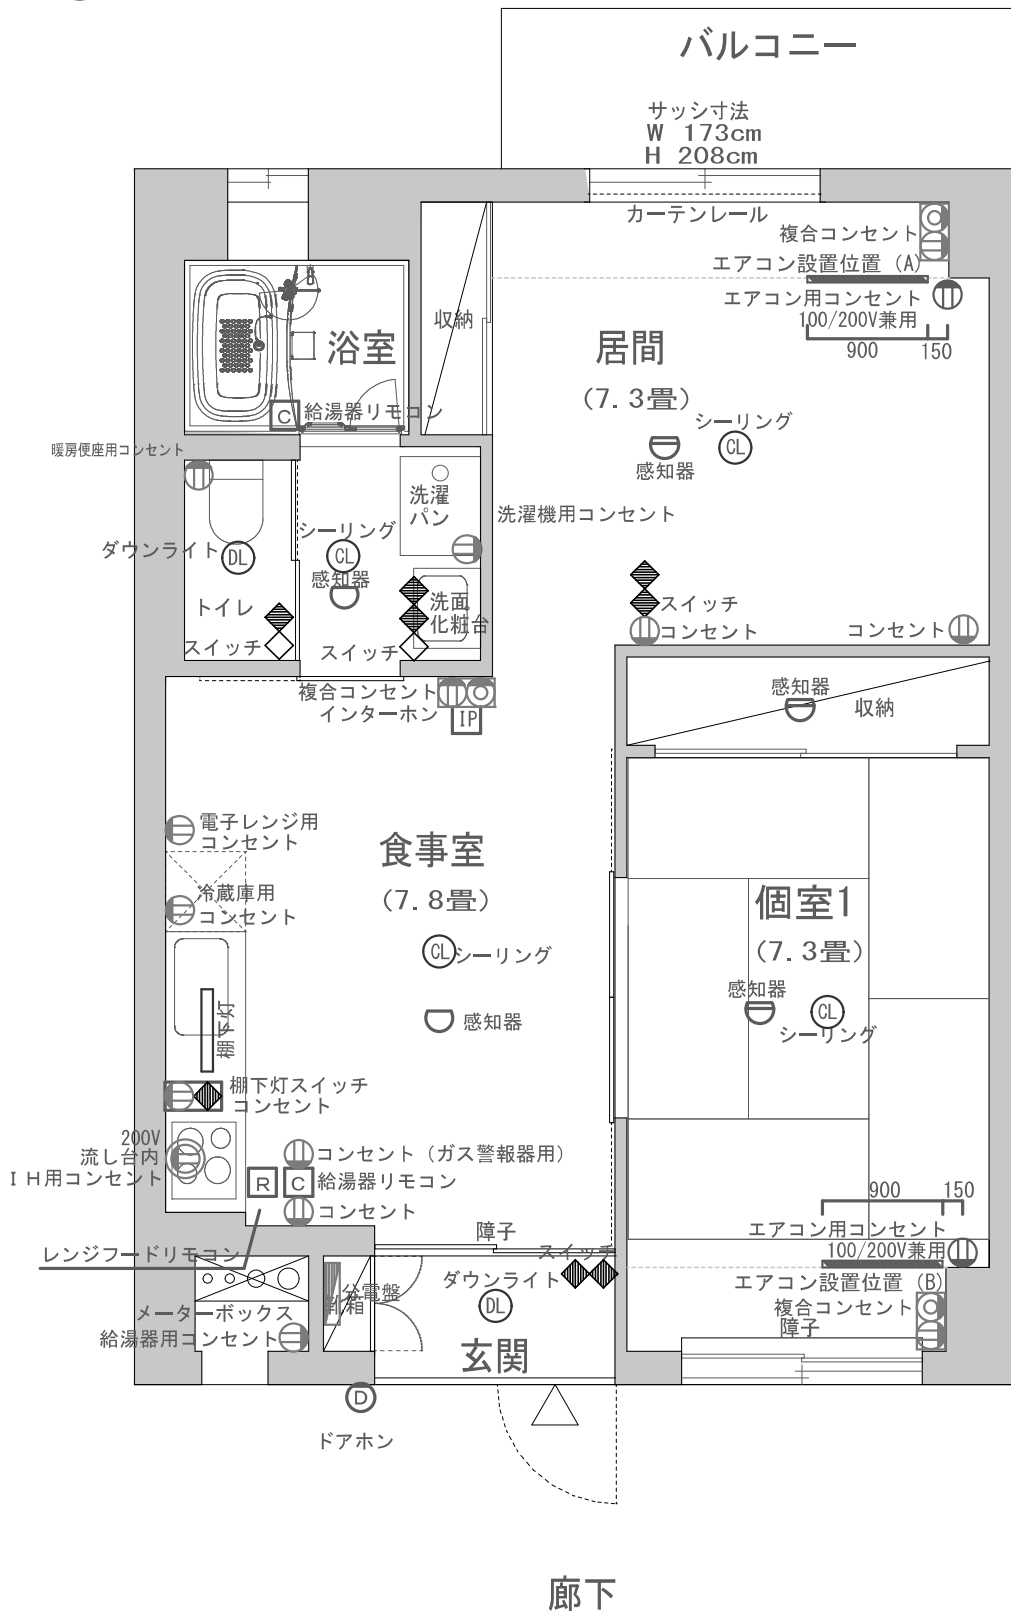 バルコニー
サッシ寸法
W 173cm
H 208cm
カーテンレール
複合コンセント
エアコン設置位置（A）
エアコン用コンセント
100/200V兼用
900
150
収納
居間
（7.3畳）
浴室
C
給湯器リモコン
シーリング
CL
感知器
暖房便座用コンセント
洗濯
パン
洗濯機用コンセント
シーリング
CL
ダウンライト
DL
感知器
トイレ
スイッチ
洗面
化粧台
スイッチ
スイッチ
コンセント
コンセント
複合コンセント
インターホン
IP
感知器
収納
電子レンジ用
コンセント
食事室
（7.8畳）
冷蔵庫用
コンセント
個室1
（7.3畳）
CL
シーリング
感知器
感知器
CL
シーリング
棚下灯
棚下灯スイッチ
コンセント
200V
流し台内
ＩＨ用コンセント
コンセント（ガス警報器用）
R
C
給湯器リモコン
コンセント
900
150
エアコン用コンセント
100/200V兼用
エアコン設置位置（B）
複合コンセント
障子
障子
スイッチ
レンジフードリモコン
ダウンライト
DL
分電盤
メーターボックス
給湯器用コンセント
玄関
D
ドアホン
廊下